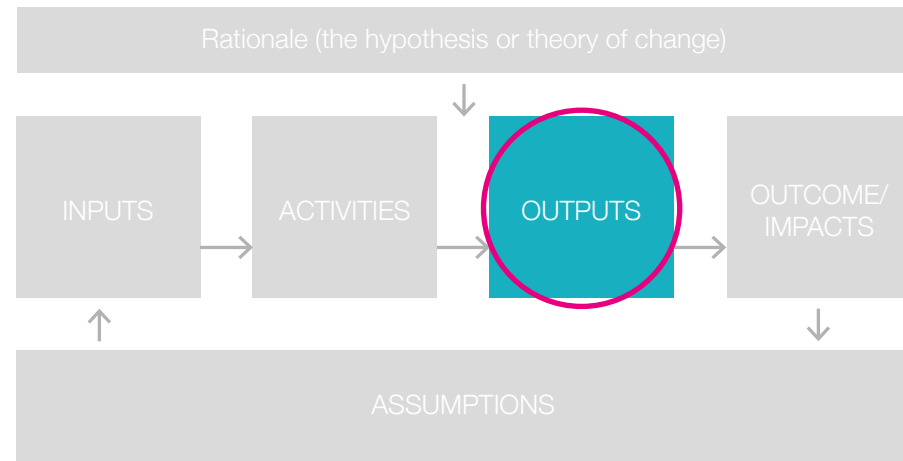 Rationale (the hypothesis or theory of change)
INPUTS
ACTIVITIES
OUTPUTS
OUTCOME/
IMPACTS
ASSUMPTIONS